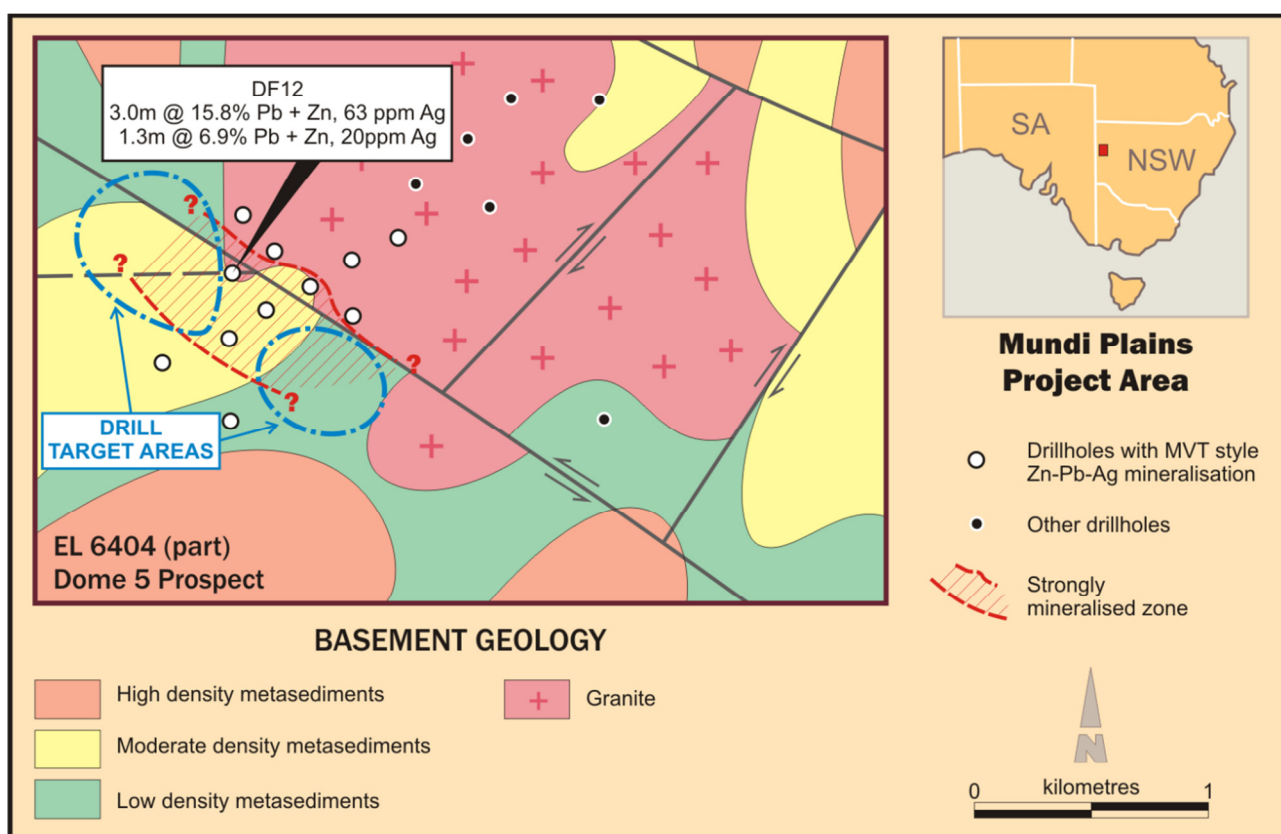 DF12
3.0m @ 15.8% Pb + Zn, 63 ppm Ag
1.3m @ 6.9% Pb + Zn, 20ppm Ag
?
?
?
?
DRILL
TARGET AREAS
EL 6404 (part)
Dome 5 Prospect
SA
NSW
Mundi Plains
Project Area
Drillholes with MVT style
Zn-Pb-Ag mineralisation
Other drillholes
Strongly
mineralised zone
BASEMENT GEOLOGY
High density metasediments
Moderate density metasediments
Low density metasediments
Granite
N
0 kilometres 1